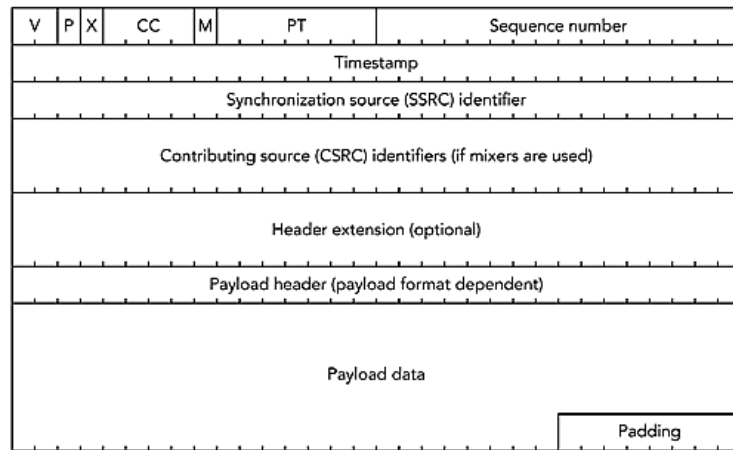 V P X CC M PT Sequence number
Timestamp
Synchronization source (SSRC) identifier
Contributing source (CSRC) identifiers (if mixers are used)
Header extension (optional)
Payload header (payload format dependent)
Payload data
Padding